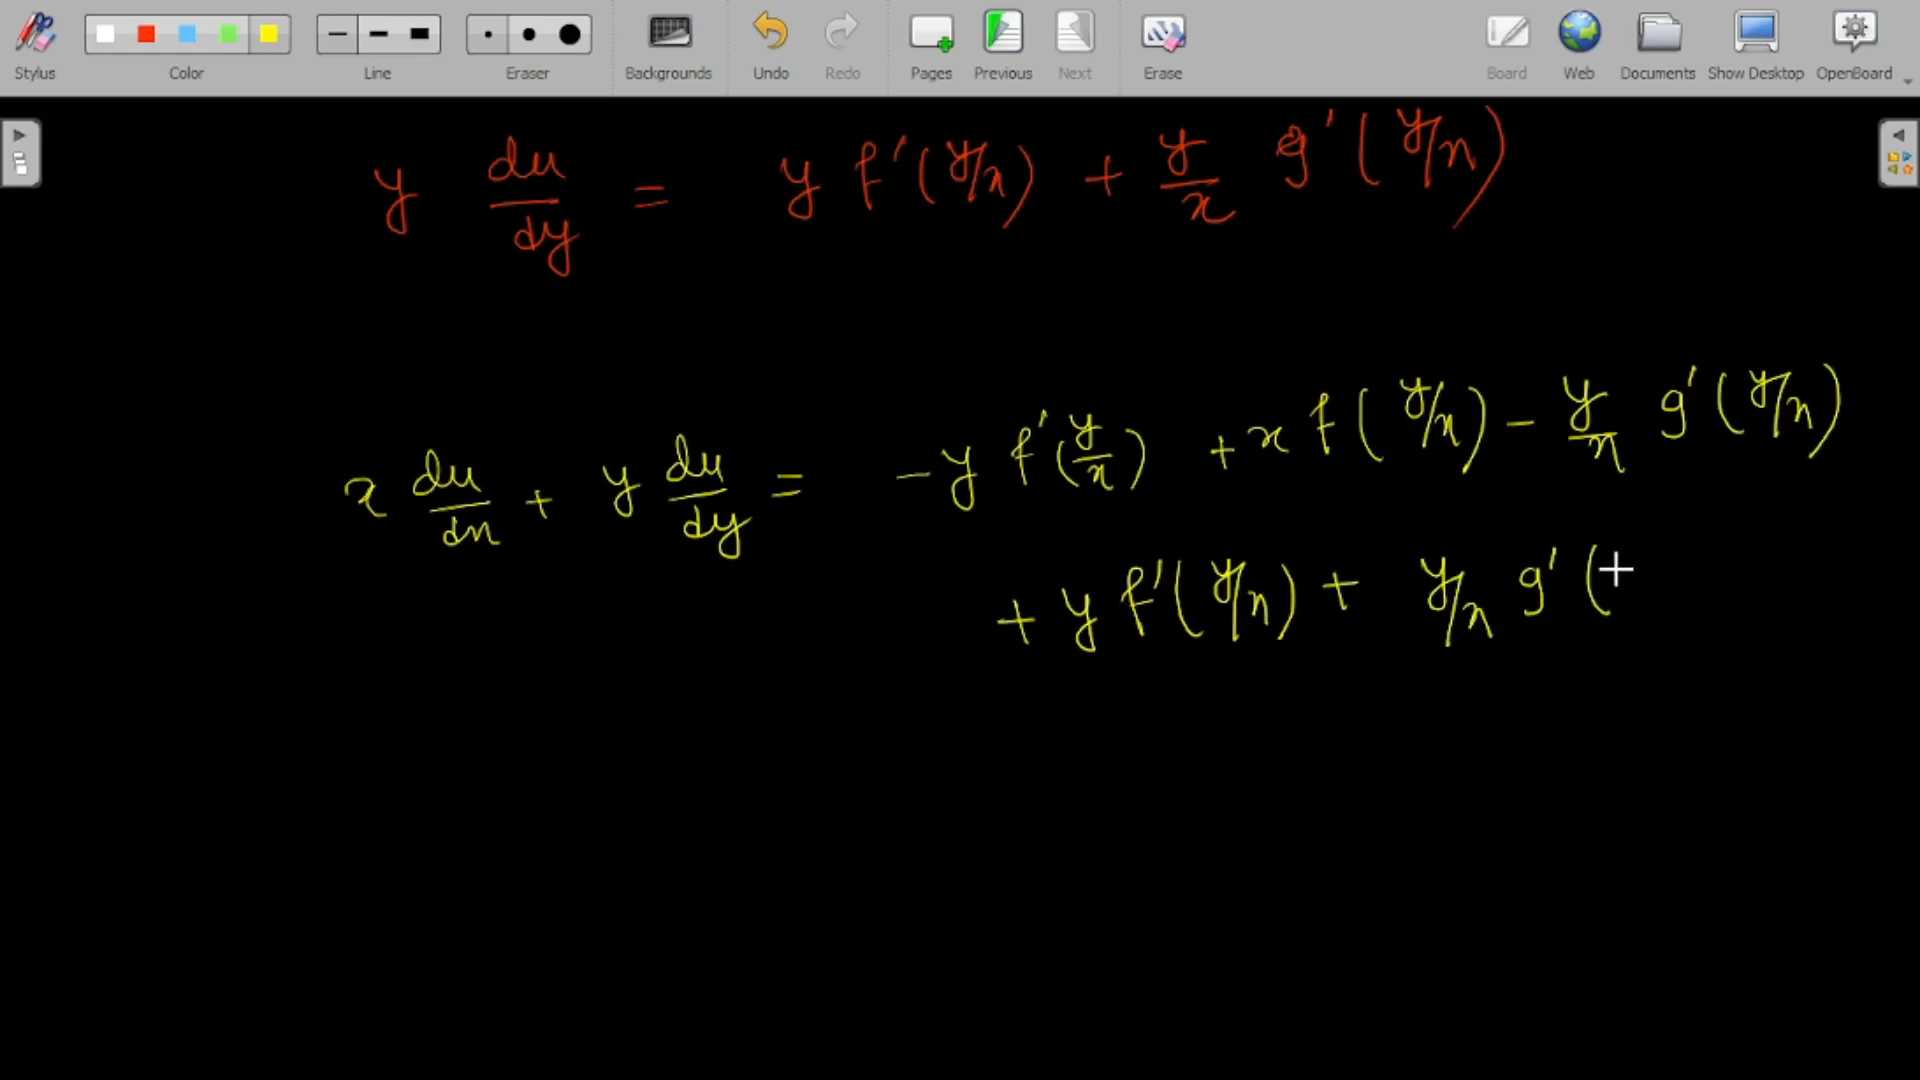 Stylus Color Line Eraser Backgrounds Undo Redo Pages Previous Next Erase Board Web Documents Show Desktop OpenBoard
y du/dy = y f'(y/x) + y/x g'(y/x)
x du/dx + y du/dy = -y f'(y/x) + x f(y/x) - y/x g'(y/x)
+ y f'(y/x) + y/x g'(